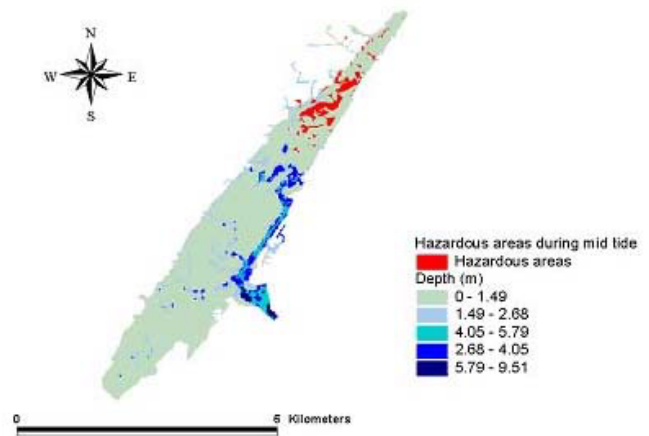 N
W E
S
Hazardous areas during mid tide
Hazardous areas
Depth (m)
0 - 1.49
1.49 - 2.68
4.05 - 5.79
2.68 - 4.05
5.79 - 9.51
0 6 Kilometers